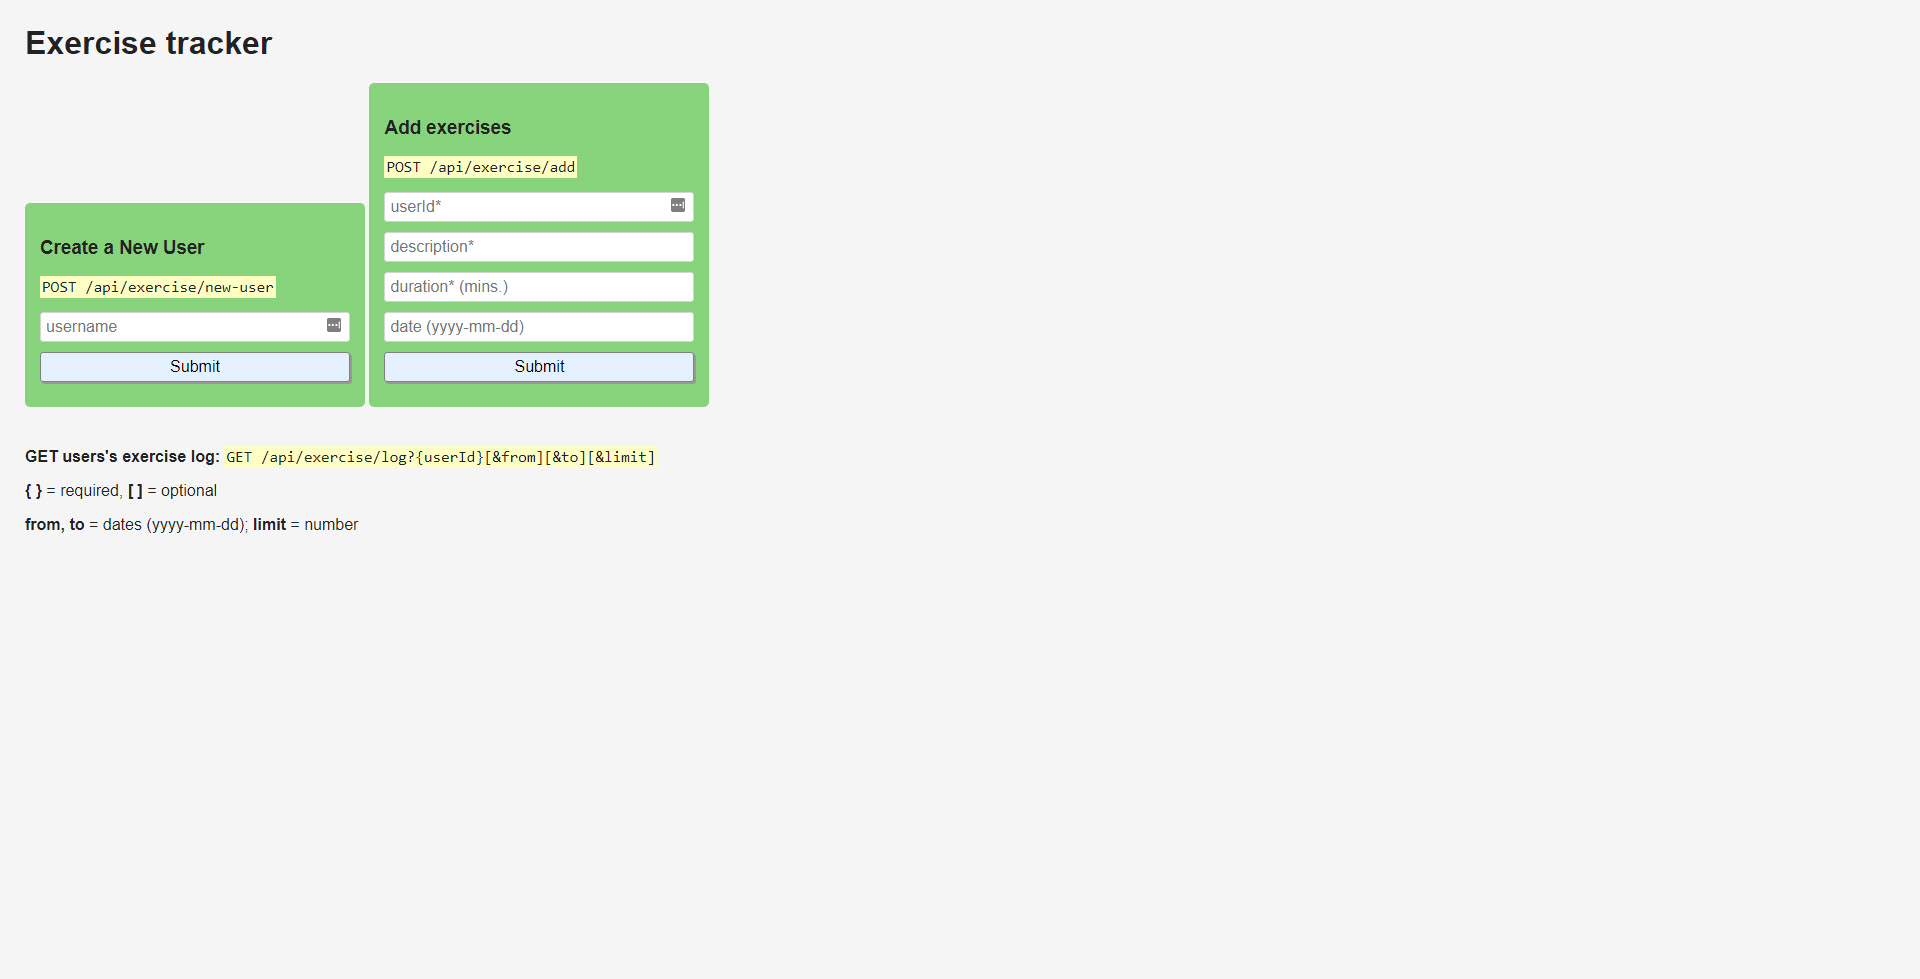 Exercise tracker
Create a New User
POST /api/exercise/new-user
username
Submit
Add exercises
POST /api/exercise/add
userId*
description*
duration* (mins.)
date (yyyy-mm-dd)
Submit
GET users's exercise log: GET /api/exercise/log?{userId}[&from][&to][&limit]
{ } = required, [ ] = optional
from, to = dates (yyyy-mm-dd); limit = number